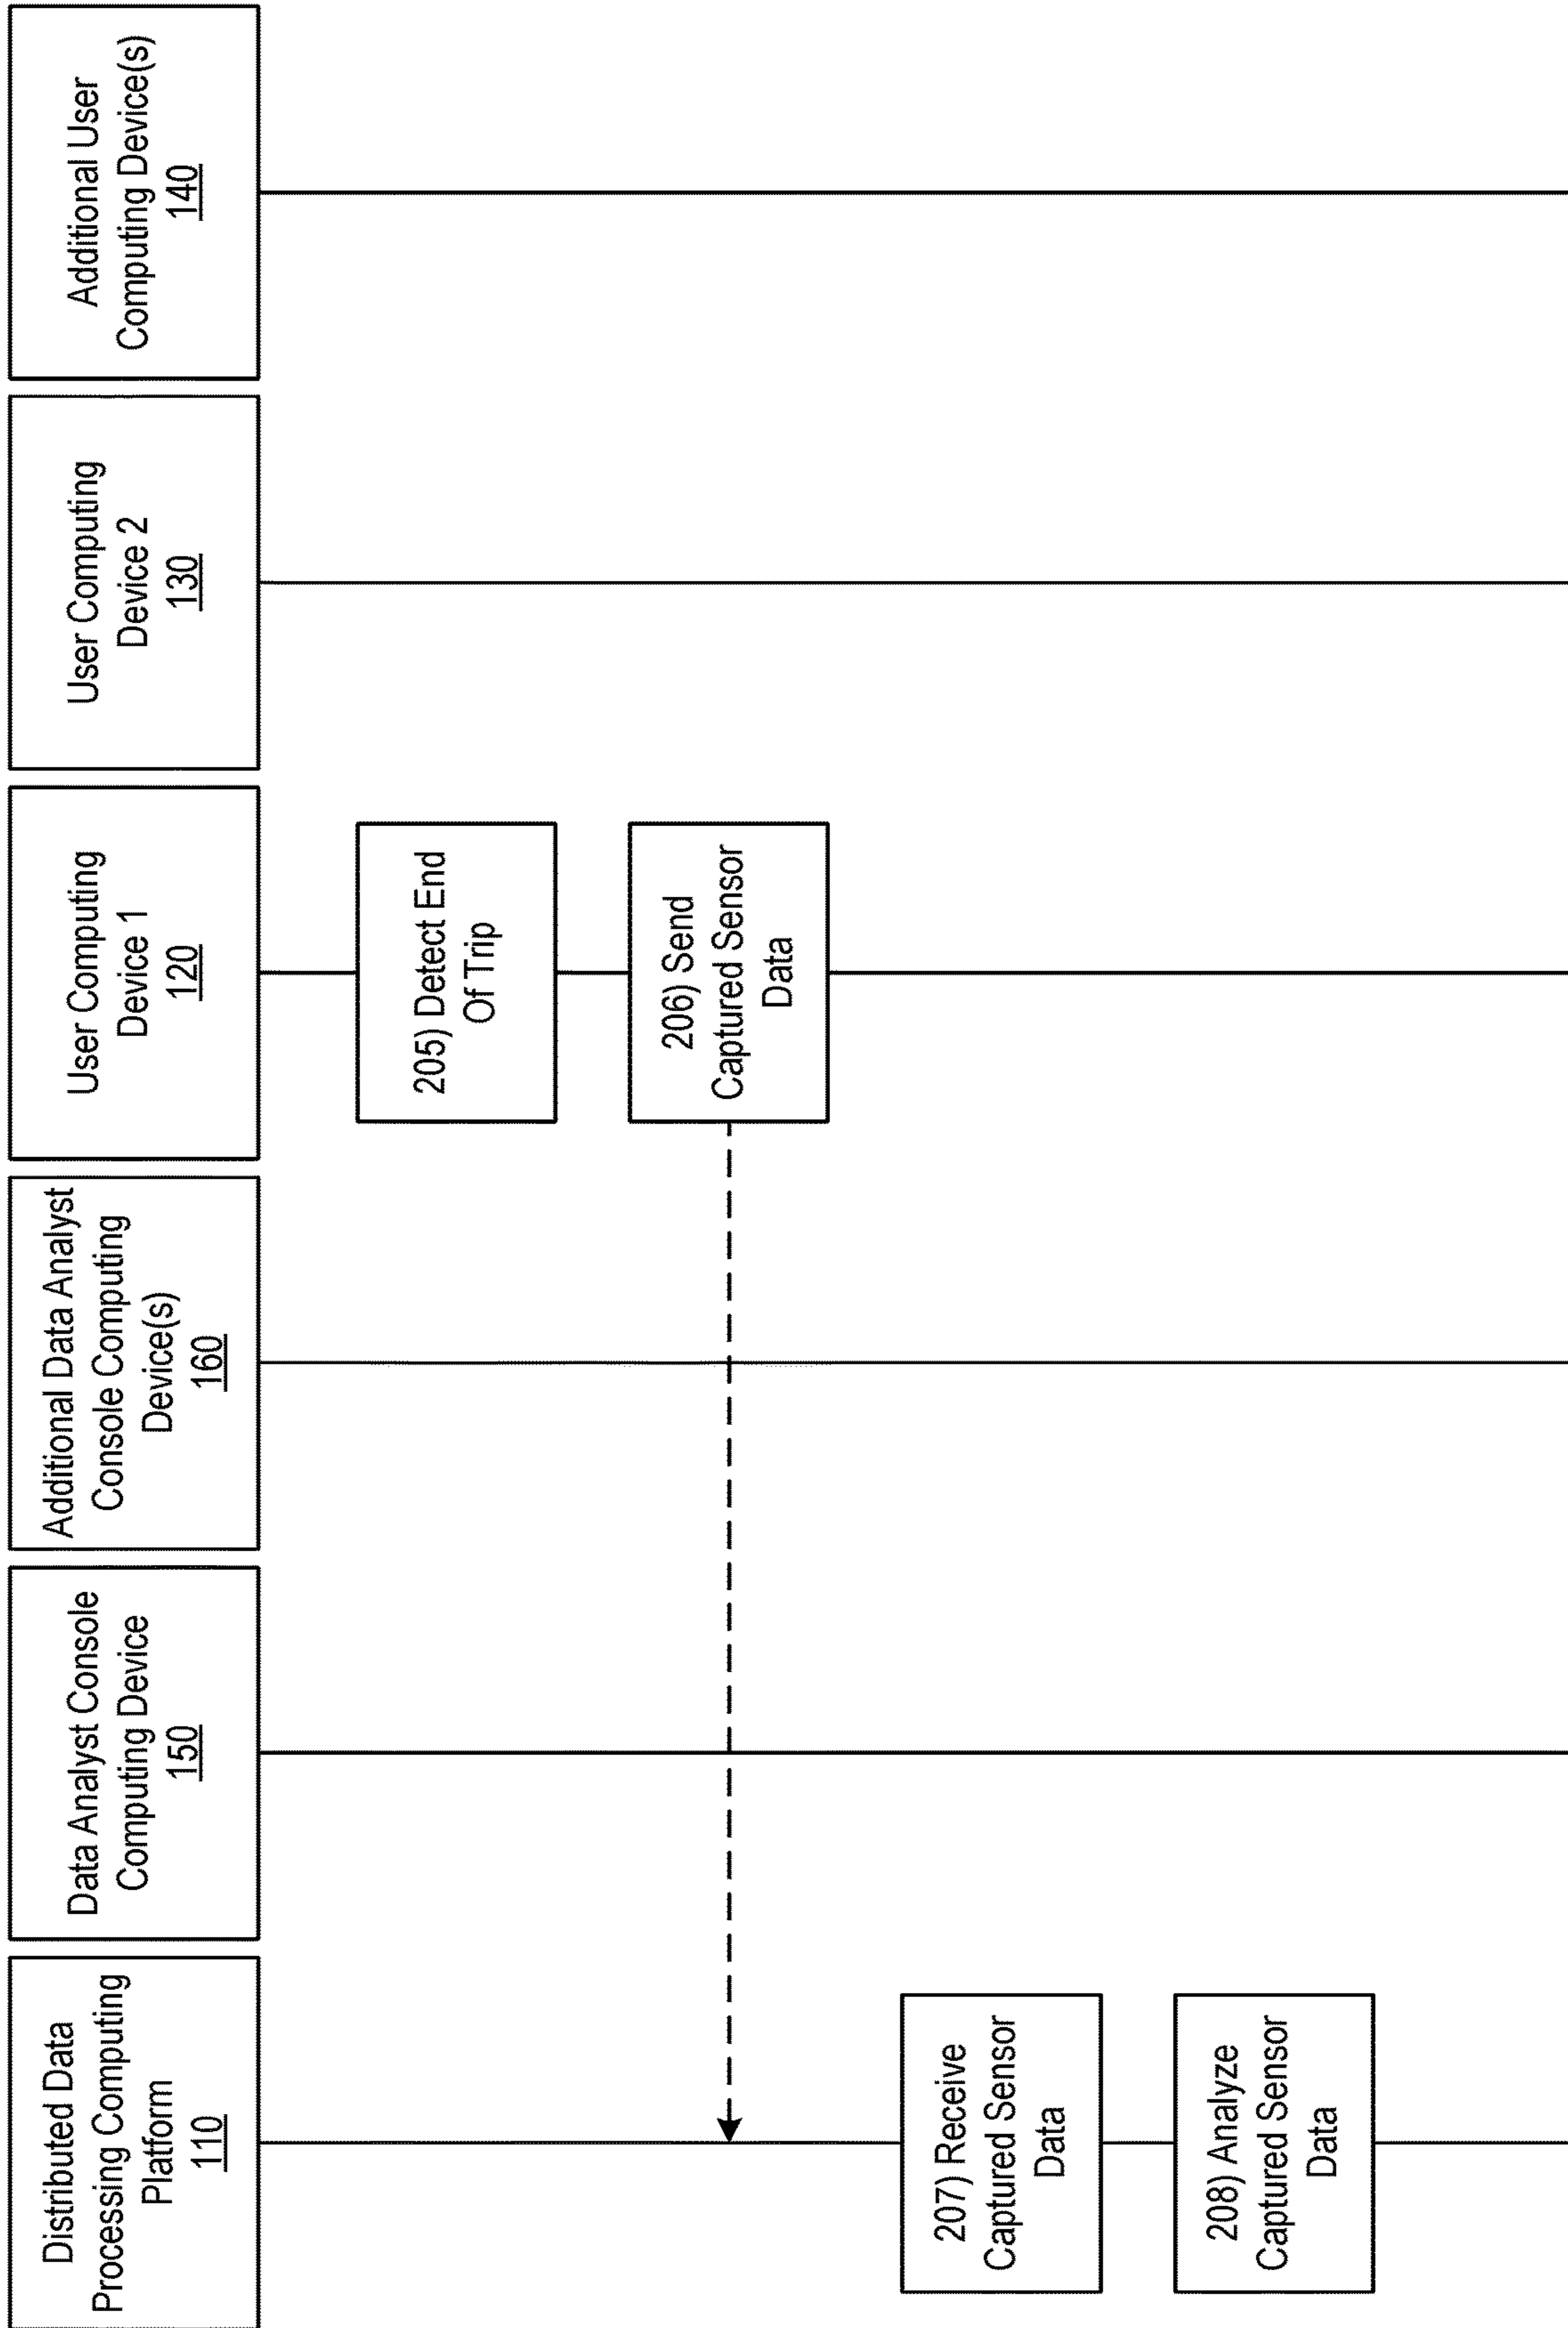 Distributed Data
Processing Computing
Platform
110
Data Analyst Console
Computing Device
150
Additional Data Analyst
Console Computing
Device(s)
160
User Computing
Device 1
120
User Computing
Device 2
130
Additional User
Computing Device(s)
140
205) Detect End
Of Trip
206) Send
Captured Sensor
Data
207) Receive
Captured Sensor
Data
208) Analyze
Captured Sensor
Data